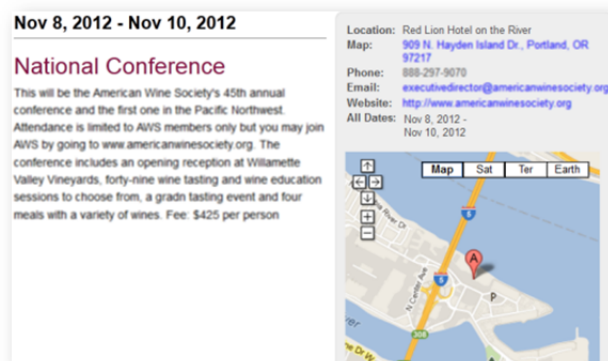 Nov 8, 2012 - Nov 10, 2012
National Conference
This will be the American Wine Society's 45th annual
conference and the first one in the Pacific Northwest.
Attendance is limited to AWS members only but you may join
AWS by going to www.americanwinesociety.org. The
conference includes an opening reception at Willamette
Valley Vineyards, forty-nine wine tasting and wine education
sessions to choose from, a gradn tasting event and four
meals with a variety of wines. Fee: $425 per person
Location: Red Lion Hotel on the River
Map: 909 N. Hayden Island Dr., Portland, OR
97217
Phone: 888-297-9070
Email: executivedirector@americanwinesociety.org
Website: http://www.americanwinesociety.org
All Dates: Nov 8, 2012 -
Nov 10, 2012
Map Sat Ter Earth
River Dr
5
A
N Center Ave
5
P
308